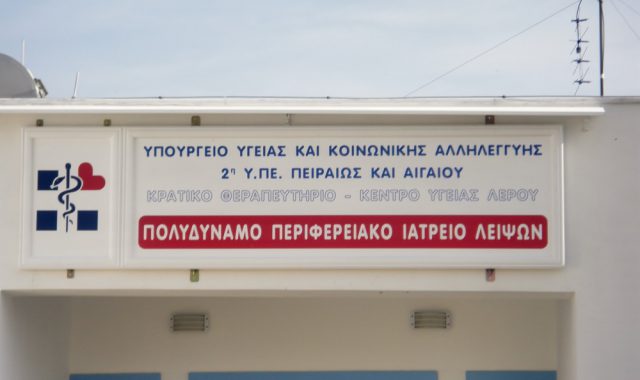 ΥΠΟΥΡΓΕΙΟ ΥΓΕΙΑΣ ΚΑΙ ΚΟΙΝΩΝΙΚΗΣ ΑΛΛΗΛΕΓΓΥΗΣ
2η Υ.ΠΕ. ΠΕΙΡΑΙΩΣ ΚΑΙ ΑΙΓΑΙΟΥ
ΚΡΑΤΙΚΟ ΘΕΡΑΠΕΥΤΗΡΙΟ - ΚΕΝΤΡΟ ΥΓΕΙΑΣ ΛΕΡΟΥ
ΠΟΛΥΔΥΝΑΜΟ ΠΕΡΙΦΕΡΕΙΑΚΟ ΙΑΤΡΕΙΟ ΛΕΙΨΩΝ